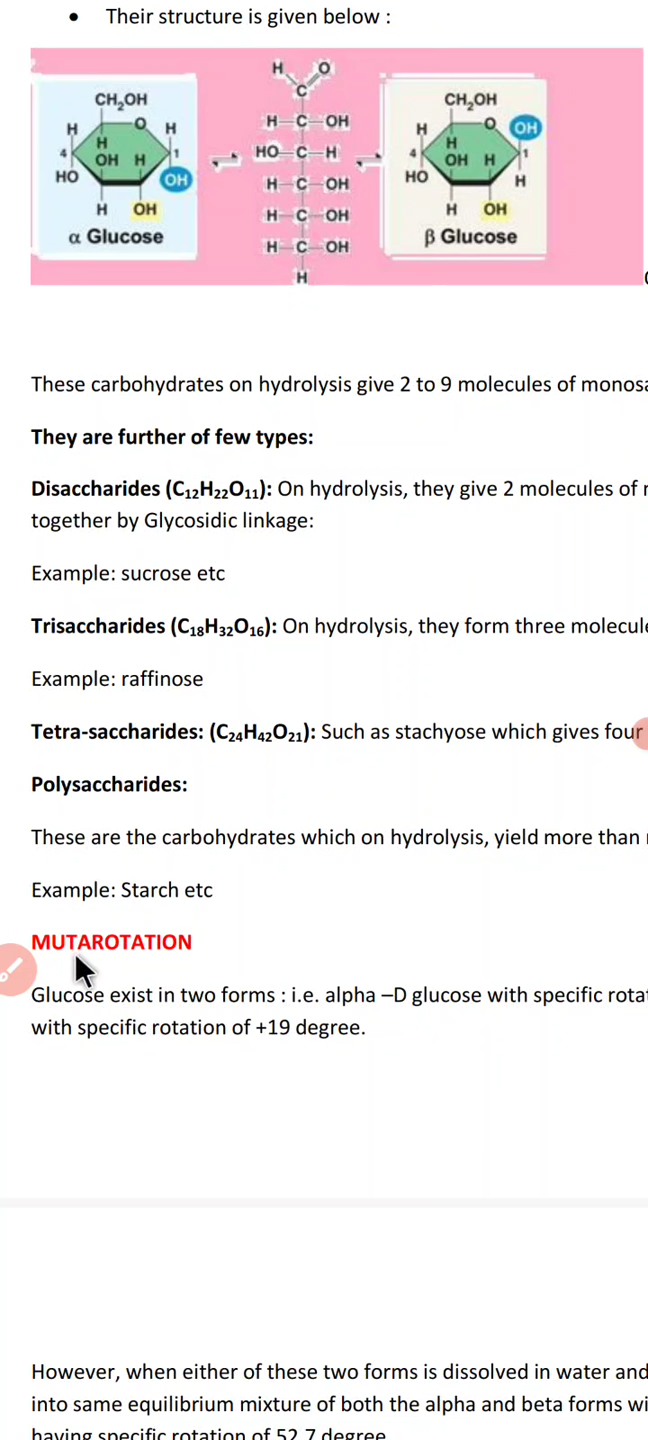 • Their structure is given below :
H O
C
CH₂OH
H O H
H
4 OH H 1
HO OH
H OH
α Glucose
H–C–OH
HO–C–H
H–C–OH
H–C–OH
H–C–OH
H
CH₂OH
H O OH
H
4 OH H 1
HO H
H OH
β Glucose
These carbohydrates on hydrolysis give 2 to 9 molecules of
They are further of few types:
Disaccharides (C₁₂H₂₂O₁₁): On hydrolysis, they give 2 molecules of
together by Glycosidic linkage:
Example: sucrose etc
Trisaccharides (C₁₈H₃₂O₁₆): On hydrolysis, they form three
Example: raffinose
Tetra-saccharides: (C₂₄H₄₂O₂₁): Such as stachyose which gives four
Polysaccharides:
These are the carbohydrates which on hydrolysis, yield more than
Example: Starch etc
MUTAROTATION
Glucose exist in two forms : i.e. alpha –D glucose with specific
with specific rotation of +19 degree.
However, when either of these two forms is dissolved in water and
into same equilibrium mixture of both the alpha and beta forms
having specific rotation of 52.7 degree